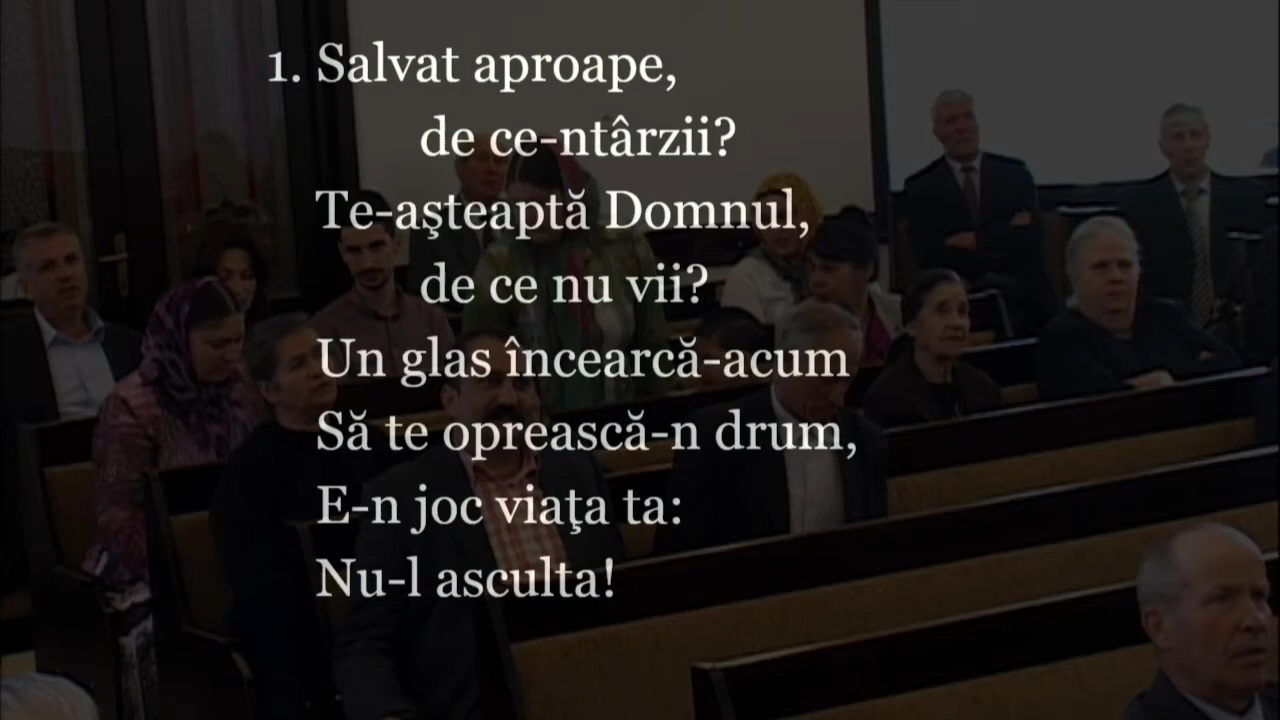 1. Salvat aproape,
de ce-ntârzii?
Te-aşteaptă Domnul,
de ce nu vii?
Un glas încearcă-acum
Să te oprească-n drum,
E-n joc viaţa ta:
Nu-l asculta!